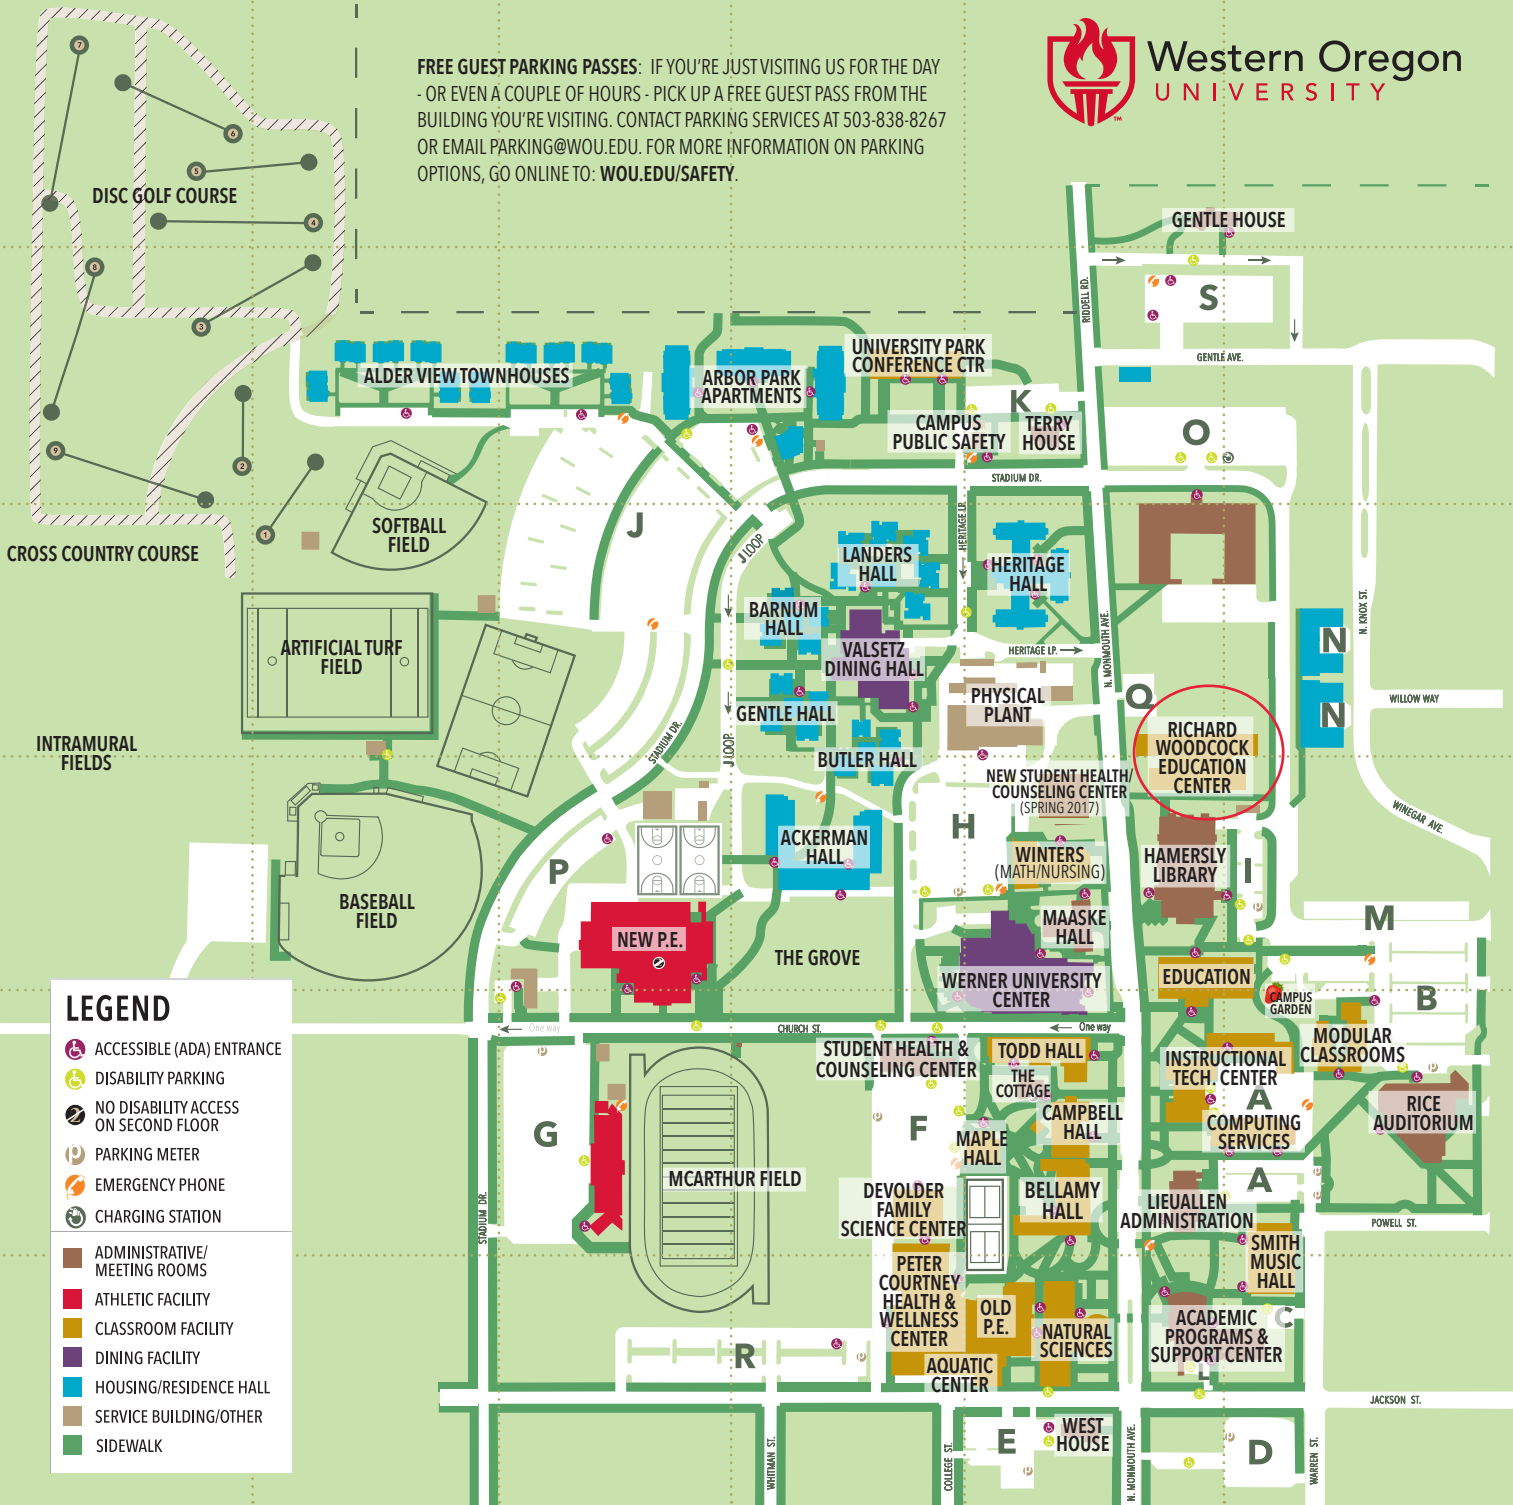 Western Oregon
UNIVERSITY
TM
FREE GUEST PARKING PASSES: IF YOU'RE JUST VISITING US FOR THE DAY
- OR EVEN A COUPLE OF HOURS - PICK UP A FREE GUEST PASS FROM THE
BUILDING YOU'RE VISITING. CONTACT PARKING SERVICES AT 503-838-8267
OR EMAIL PARKING@WOU.EDU. FOR MORE INFORMATION ON PARKING
OPTIONS, GO ONLINE TO: WOU.EDU/SAFETY.
7
6
5
DISC GOLF COURSE
4
8
3
9
2
1
CROSS COUNTRY COURSE
GENTLE HOUSE
RIDDELL RD.
S
GENTLE AVE.
ALDER VIEW TOWNHOUSES
ARBOR PARK
APARTMENTS
UNIVERSITY PARK
CONFERENCE CTR
K
CAMPUS
PUBLIC SAFETY
TERRY
HOUSE
O
STADIUM DR.
SOFTBALL
FIELD
J
J LOOP
HERITAGE LP.
LANDERS
HALL
HERITAGE
HALL
N. KNOX ST.
BARNUM
HALL
VALSETZ
DINING HALL
HERITAGE LP.
N. MONMOUTH AVE.
N
N
ARTIFICIAL TURF
FIELD
WILLOW WAY
PHYSICAL
PLANT
Q
GENTLE HALL
RICHARD
WOODCOCK
EDUCATION
CENTER
INTRAMURAL
FIELDS
STADIUM DR.
J LOOP
BUTLER HALL
NEW STUDENT HEALTH/
COUNSELING CENTER
(SPRING 2017)
WINEGAR AVE.
H
ACKERMAN
HALL
WINTERS
(MATH/NURSING)
HAMERSLY
LIBRARY
I
P
BASEBALL
FIELD
MAASKE
HALL
M
NEW P.E.
THE GROVE
WERNER UNIVERSITY
CENTER
EDUCATION
CAMPUS
GARDEN
B
One way
CHURCH ST.
One way
STUDENT HEALTH &
COUNSELING CENTER
TODD HALL
THE
COTTAGE
INSTRUCTIONAL
TECH. CENTER
MODULAR
CLASSROOMS
A
G
F
CAMPBELL
HALL
COMPUTING
SERVICES
RICE
AUDITORIUM
MAPLE
HALL
MCARTHUR FIELD
A
DEVOLDER
FAMILY
SCIENCE CENTER
BELLAMY
HALL
LIEUALLEN
ADMINISTRATION
POWELL ST.
STADIUM DR.
SMITH
MUSIC
HALL
PETER
COURTNEY
HEALTH &
WELLNESS
CENTER
OLD
P.E.
NATURAL
SCIENCES
ACADEMIC
PROGRAMS &
SUPPORT CENTER
C
L
R
AQUATIC
CENTER
JACKSON ST.
WHITMAN ST.
COLLEGE ST.
E
WEST
HOUSE
N. MONMOUTH AVE.
D
WARREN ST.
LEGEND
ACCESSIBLE (ADA) ENTRANCE
DISABILITY PARKING
2
NO DISABILITY ACCESS
ON SECOND FLOOR
P
PARKING METER
EMERGENCY PHONE
CHARGING STATION
ADMINISTRATIVE/
MEETING ROOMS
ATHLETIC FACILITY
CLASSROOM FACILITY
DINING FACILITY
HOUSING/RESIDENCE HALL
SERVICE BUILDING/OTHER
SIDEWALK